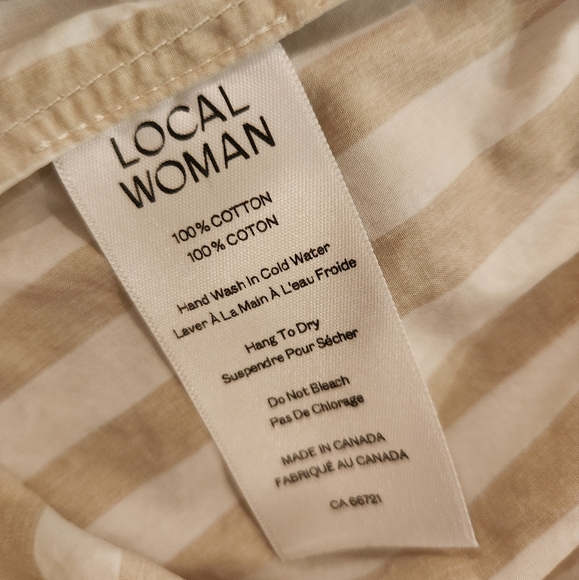 LOCAL
WOMAN
100% COTTON
100% COTON
Hand Wash In Cold Water
Laver À La Main À L'eau Froide
Hang To Dry
Suspendre Pour Sécher
Do Not Bleach
Pas De Chlorage
MADE IN CANADA
FABRIQUÉ AU CANADA
CA 66721